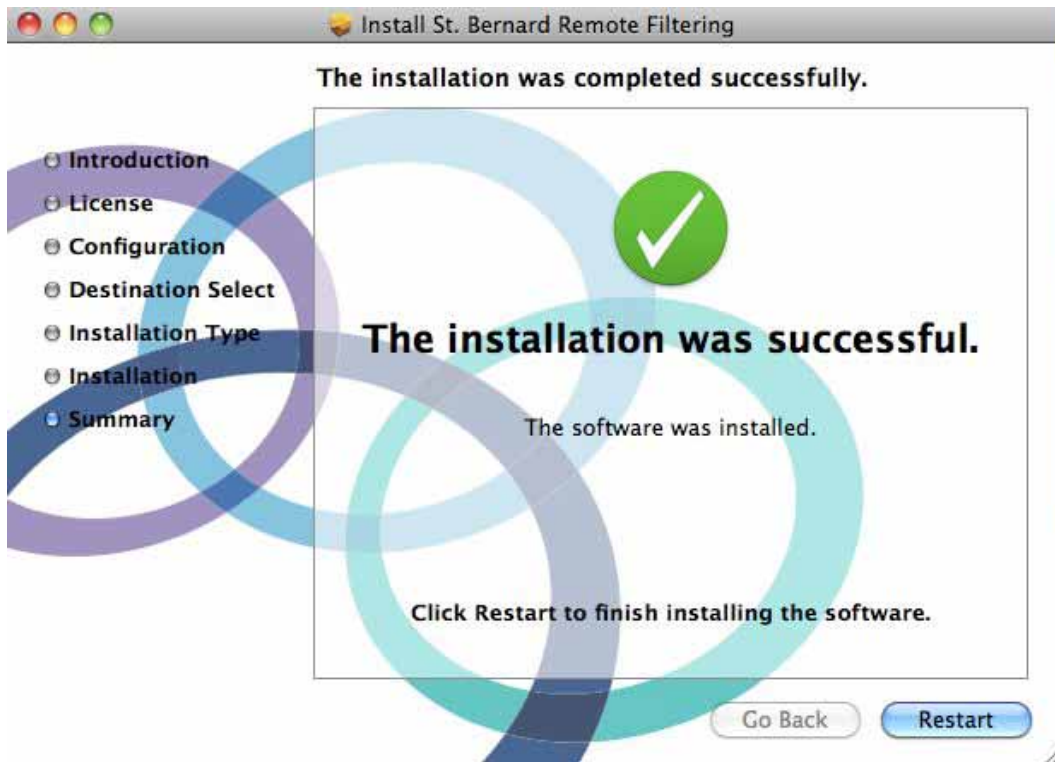 Install St. Bernard Remote Filtering
The installation was completed successfully.
Introduction
License
Configuration
Destination Select
Installation Type
Installation
Summary
The installation was successful.
The software was installed.
Click Restart to finish installing the software.
Go Back
Restart